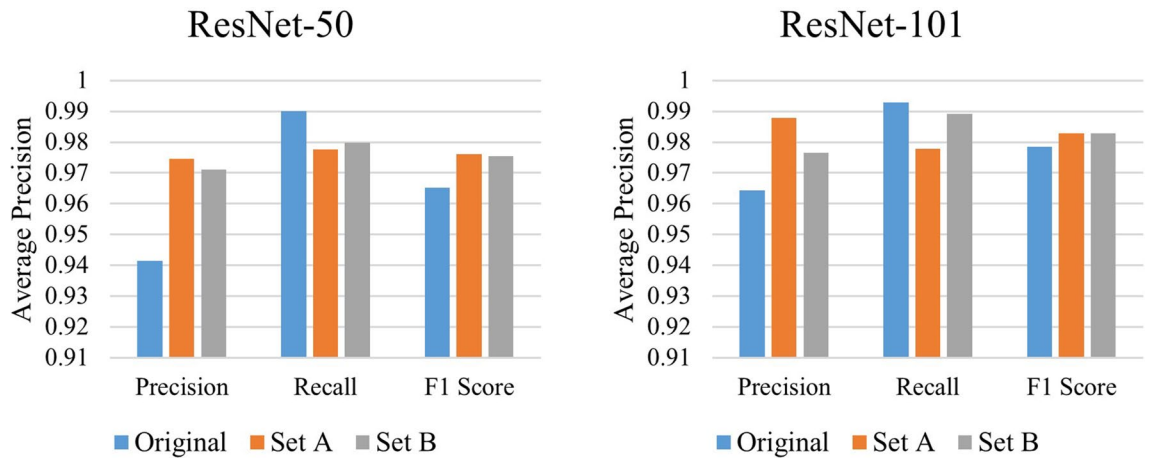 ResNet-50
Average Precision
1
0.99
0.98
0.97
0.96
0.95
0.94
0.93
0.92
0.91
Precision Recall F1 Score
Original Set A Set B
ResNet-101
Average Precision
1
0.99
0.98
0.97
0.96
0.95
0.94
0.93
0.92
0.91
Precision Recall F1 Score
Original Set A Set B